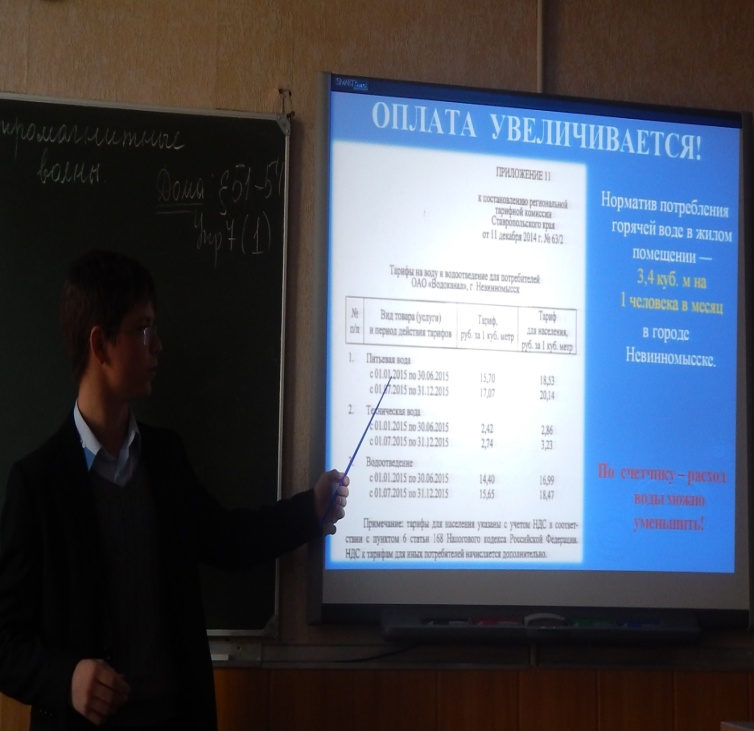 ромагнитные
волны
Дома: § 51-54
Упр 7 (1)
SMART
ОПЛАТА УВЕЛИЧИВАЕТСЯ!
ПРИЛОЖЕНИЕ 11
к постановлению региональной
тарифной комиссии
Ставропольского края
от 11 декабря 2014 г. № 63/2
Тарифы на воду и водоотведение для потребителей
ОАО «Водоканал», г. Невинномысск
№ п/п Вид товара (услуги) и период действия тарифов Тариф, руб. за 1 куб. метр Тариф для населения, руб. за 1 куб. метр
1. Питьевая вода
с 01.01.2015 по 30.06.2015 15,70 18,53
с 01.07.2015 по 31.12.2015 17,07 20,14
2. Техническая вода
с 01.01.2015 по 30.06.2015 2,42 2,86
с 01.07.2015 по 31.12.2015 2,74 3,23
Водоотведение
с 01.01.2015 по 30.06.2015 14,40 16,99
с 01.07.2015 по 31.12.2015 15,65 18,47
Примечание: тарифы для населения указаны с учетом НДС в соответ-
ствии с пунктом 6 статьи 168 Налогового кодекса Российской Федерации.
НДС к тарифам для иных потребителей начисляется дополнительно.
Норматив потребления
горячей воде в жилом
помещении —
3,4 куб. м на
1 человека в месяц
в городе
Невинномысске.
По счетчику – расход
воды можно
уменьшить!